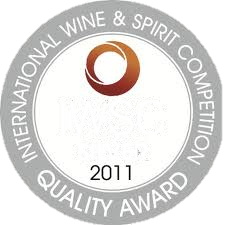 INTERNATIONAL WINE & SPIRIT COMPETITION
2011
QUALITY AWARD